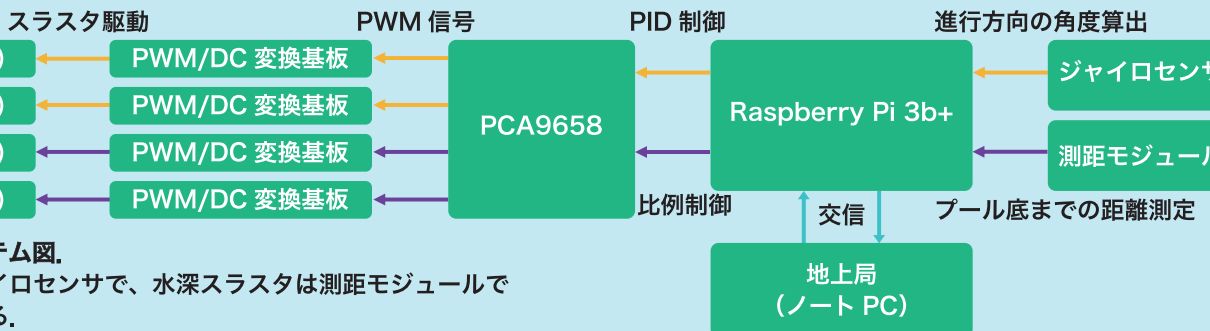 スラスタ駆動
PWM 信号
PID 制御
進行方向の角度算出
PWM/DC 変換基板
PWM/DC 変換基板
PWM/DC 変換基板
PWM/DC 変換基板
PCA9658
Raspberry Pi 3b+
ジャイロセンサ
測距モジュール
比例制御
交信
プール底までの距離測定
地上局
（ノート PC）
テム図.
イロセンサで、水深スラスタは測距モジュールで
る.